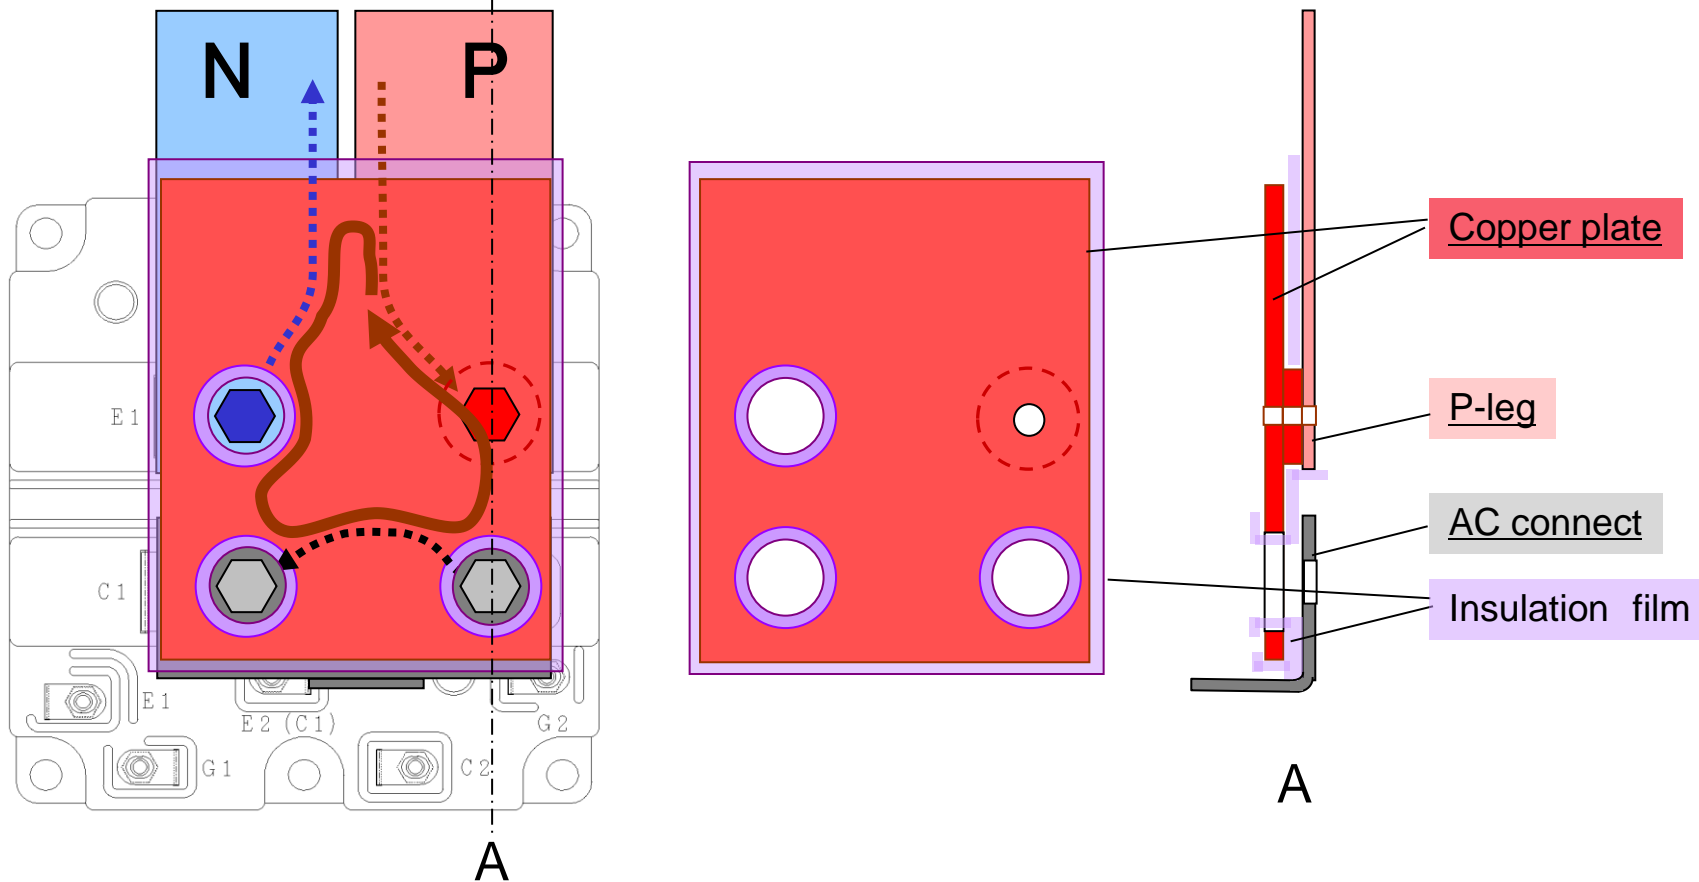 N
P
Copper plate
P-leg
AC connect
Insulation film
E1
C1
E1
E2(C1)
G2
G1
C2
A
A